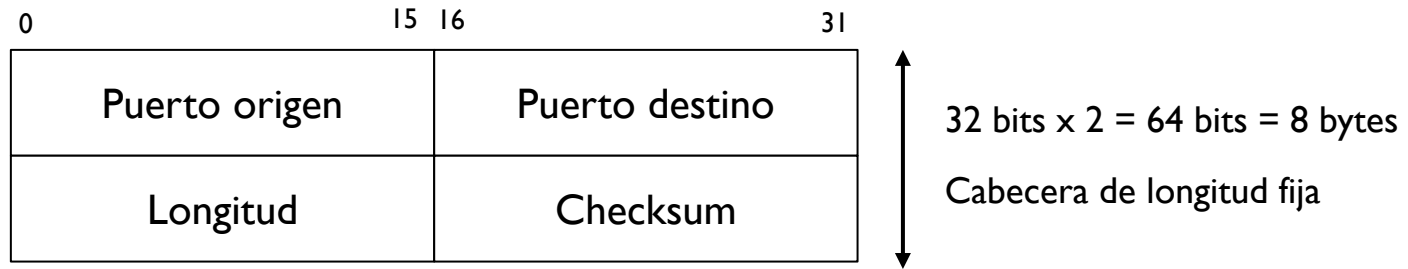 0 15 16 31
Puerto origen Puerto destino
32 bits x 2 = 64 bits = 8 bytes
Longitud Checksum
Cabecera de longitud fija